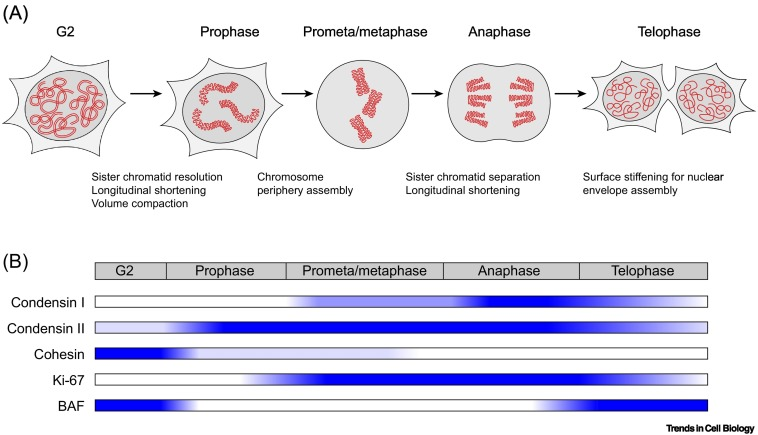 (A)
G2
Prophase
Prometa/metaphase
Anaphase
Telophase
Sister chromatid resolution
Longitudinal shortening
Volume compaction
Chromosome
periphery assembly
Sister chromatid separation
Longitudinal shortening
Surface stiffening for nuclear
envelope assembly
(B)
G2 Prophase Prometa/metaphase Anaphase Telophase
Condensin I
Condensin II
Cohesin
Ki-67
BAF
Trends in Cell Biology